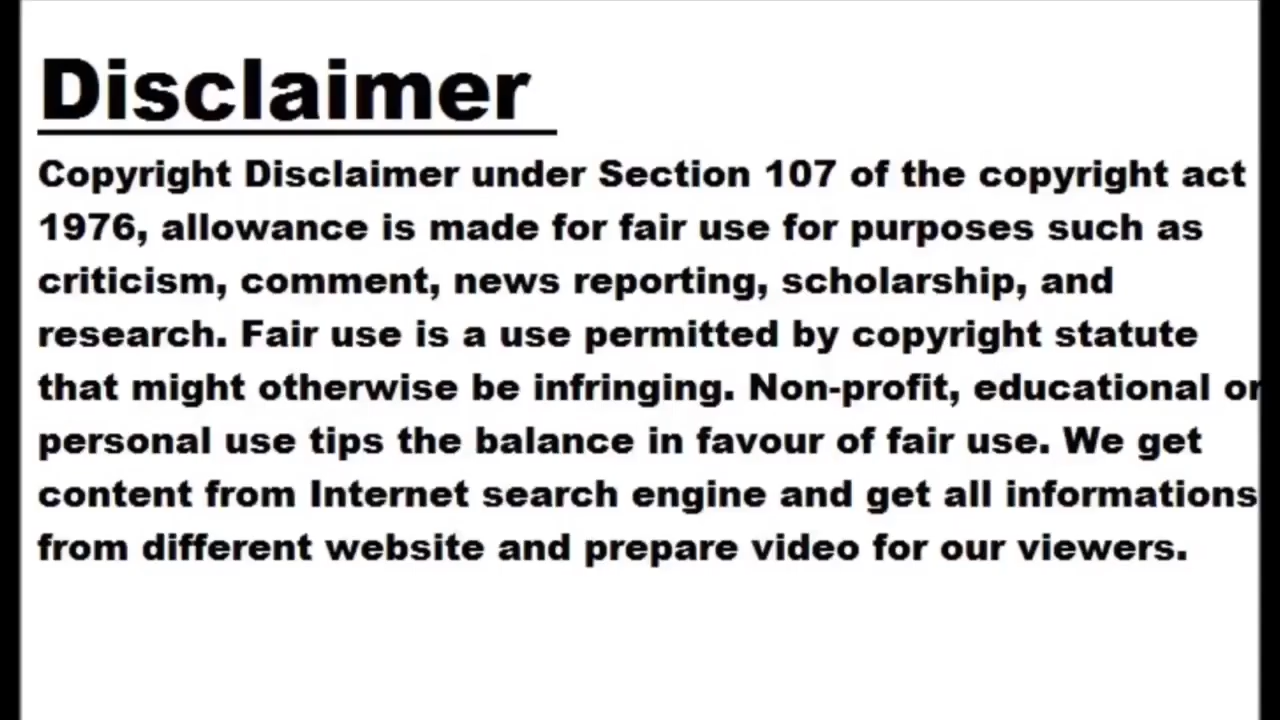 Disclaimer
Copyright Disclaimer under Section 107 of the copyright act
1976, allowance is made for fair use for purposes such as
criticism, comment, news reporting, scholarship, and
research. Fair use is a use permitted by copyright statute
that might otherwise be infringing. Non-profit, educational or
personal use tips the balance in favour of fair use. We get
content from Internet search engine and get all informations
from different website and prepare video for our viewers.